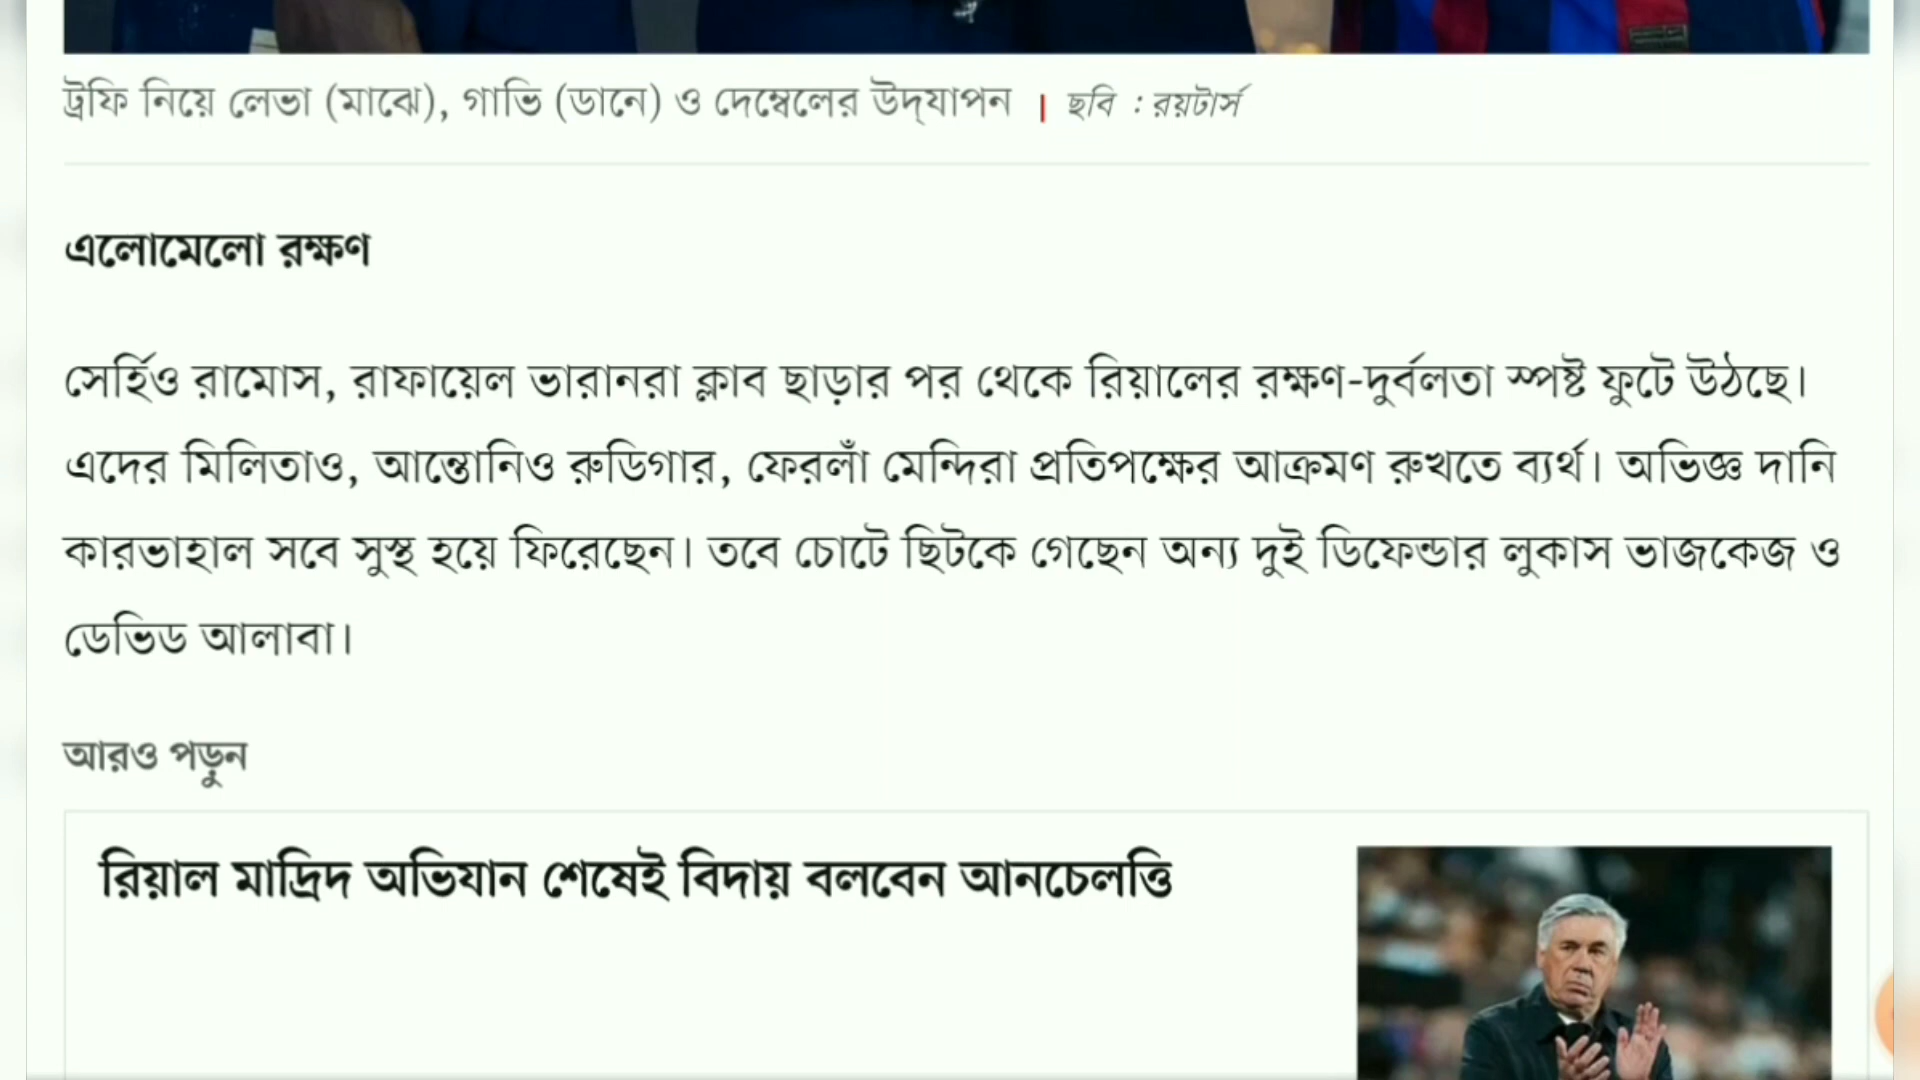 ট্রফি নিয়ে লেভা (মাঝে), গাভি (ডানে) ও দেম্বেলের উদ্‌যাপন | ছবি : রয়টার্স
এলোমেলো রক্ষণ
সের্হিও রামোস, রাফায়েল ভারানরা ক্লাব ছাড়ার পর থেকে রিয়ালের রক্ষণ-দুর্বলতা স্পষ্ট ফুটে উঠছে।
এদের মিলিতাও, আন্তোনিও রুডিগার, ফেরলাঁ মেন্দিরা প্রতিপক্ষের আক্রমণ রুখতে ব্যর্থ। অভিজ্ঞ দানি
কারভাহাল সবে সুস্থ হয়ে ফিরেছেন। তবে চোটে ছিটকে গেছেন অন্য দুই ডিফেন্ডার লুকাস ভাজকেজ ও
ডেভিড আলাবা।
আরও পড়ুন
রিয়াল মাদ্রিদ অভিযান শেষেই বিদায় বলবেন আনচেলত্তি